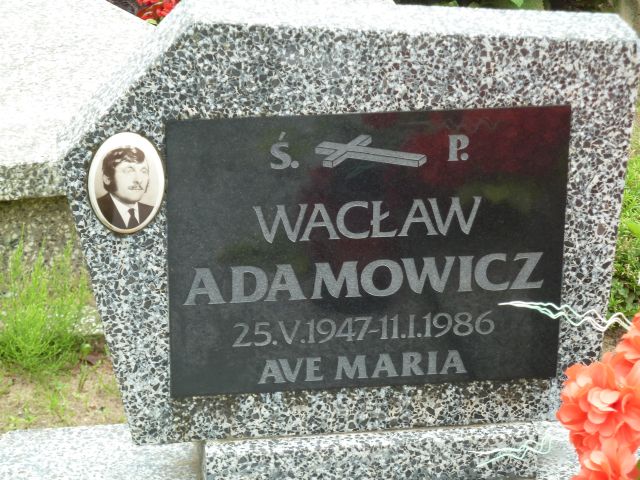 Ś. P.
WACŁAW
ADAMOWICZ
25.V.1947-11.I.1986
AVE MARIA